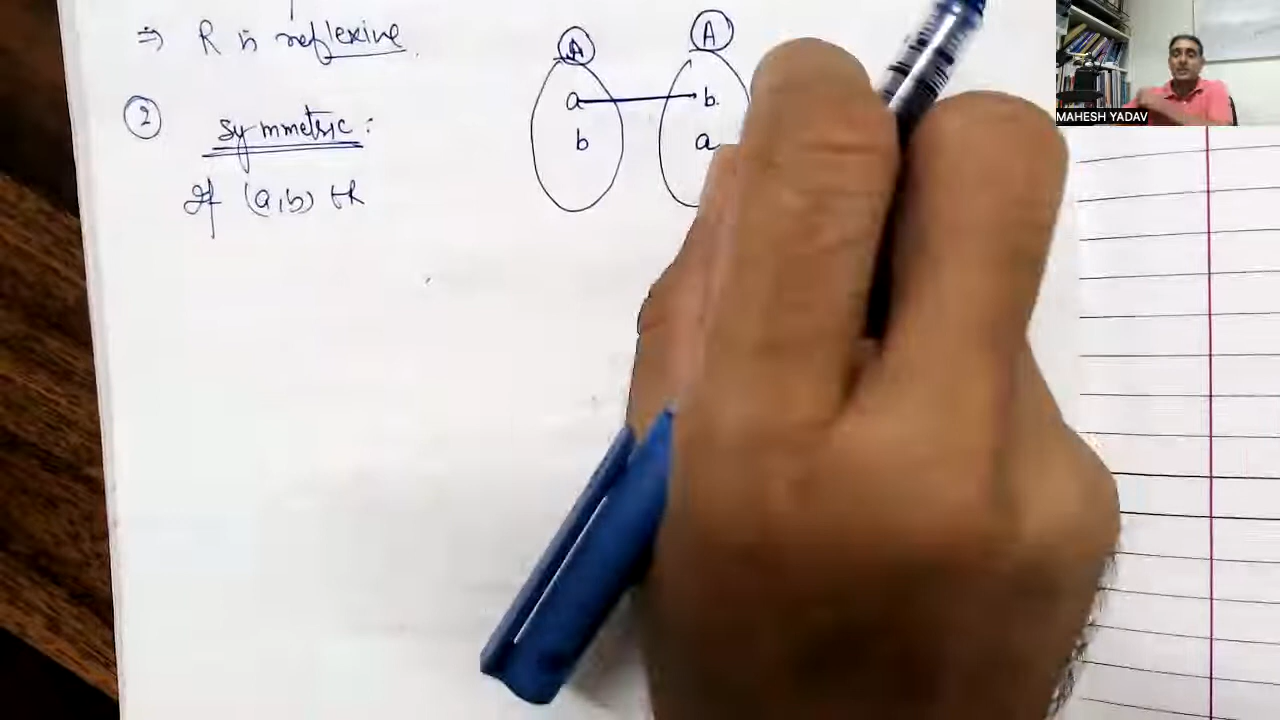 ⇒ R is reflexive.
② symmetric:
If (a,b) ∈R
A A
a b.
b a
MAHESH YADAV